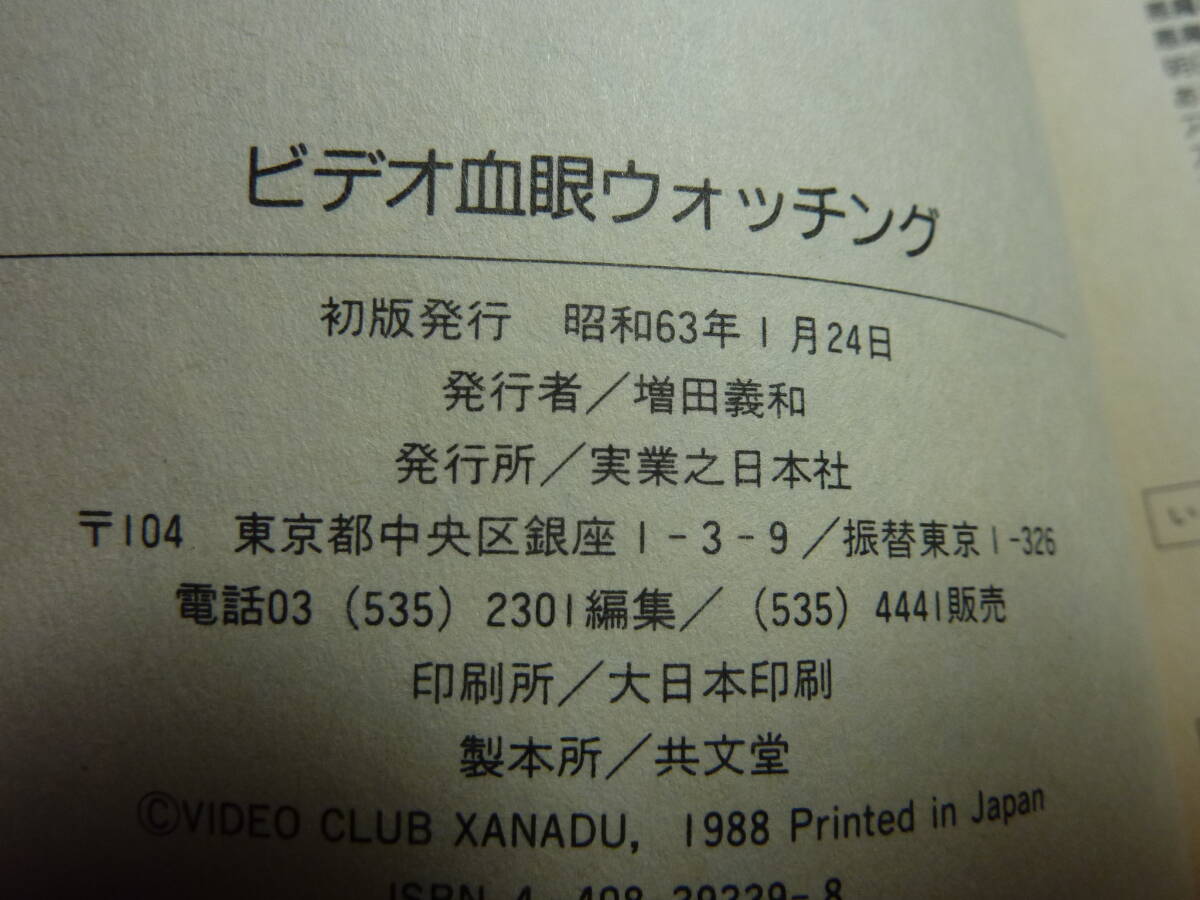 ビデオ血眼ウォッチング
初版発行　昭和63年1月24日
発行者／増田義和
発行所／実業之日本社
〒104　東京都中央区銀座1-3-9／振替東京1-326
電話03（535）2301編集／（535）4441販売
印刷所／大日本印刷
製本所／共文堂
©VIDEO CLUB XANADU, 1988 Printed in Japan
ISBN 4-408-39239-8